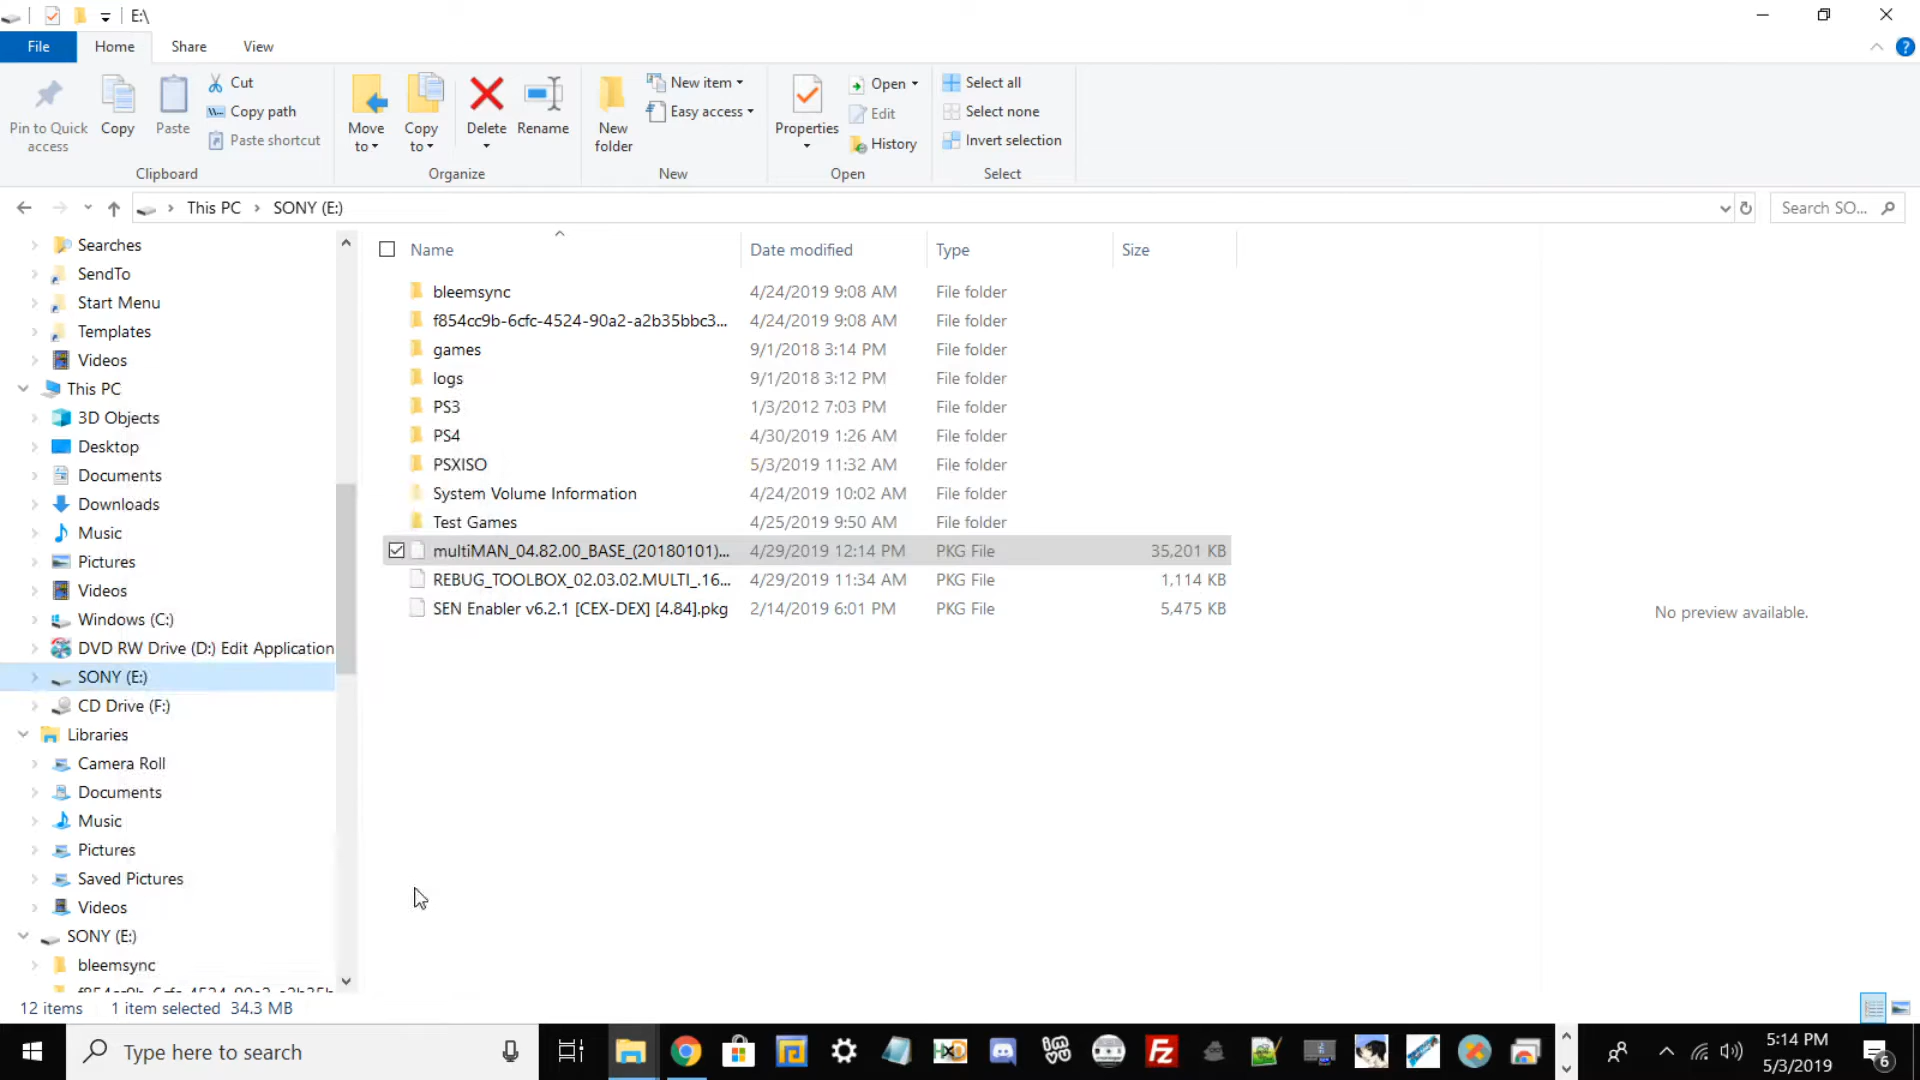 E:\
File Home Share View
Pin to Quick access
Copy
Paste
Cut
Copy path
Paste shortcut
Clipboard
Move to
Copy to
Delete
Rename
Organize
New folder
New item
Easy access
New
Properties
Open
Edit
History
Open
Select all
Select none
Invert selection
Select
This PC > SONY (E:)
Search SO...
Searches
SendTo
Start Menu
Templates
Videos
This PC
3D Objects
Desktop
Documents
Downloads
Music
Pictures
Videos
Windows (C:)
DVD RW Drive (D:) Edit Application
SONY (E:)
CD Drive (F:)
Libraries
Camera Roll
Documents
Music
Pictures
Saved Pictures
Videos
SONY (E:)
bleemsync
Name Date modified Type Size
bleemsync 4/24/2019 9:08 AM File folder
f854cc9b-6cfc-4524-90a2-a2b35bbc3... 4/24/2019 9:08 AM File folder
games 9/1/2018 3:14 PM File folder
logs 9/1/2018 3:12 PM File folder
PS3 1/3/2012 7:03 PM File folder
PS4 4/30/2019 1:26 AM File folder
PSXISO 5/3/2019 11:32 AM File folder
System Volume Information 4/24/2019 10:02 AM File folder
Test Games 4/25/2019 9:50 AM File folder
multiMAN_04.82.00_BASE_(20180101)... 4/29/2019 12:14 PM PKG File 35,201 KB
REBUG_TOOLBOX_02.03.02.MULTI_.16... 4/29/2019 11:34 AM PKG File 1,114 KB
SEN Enabler v6.2.1 [CEX-DEX] [4.84].pkg 2/14/2019 6:01 PM PKG File 5,475 KB
No preview available.
12 items 1 item selected 34.3 MB
Type here to search
5:14 PM
5/3/2019
6